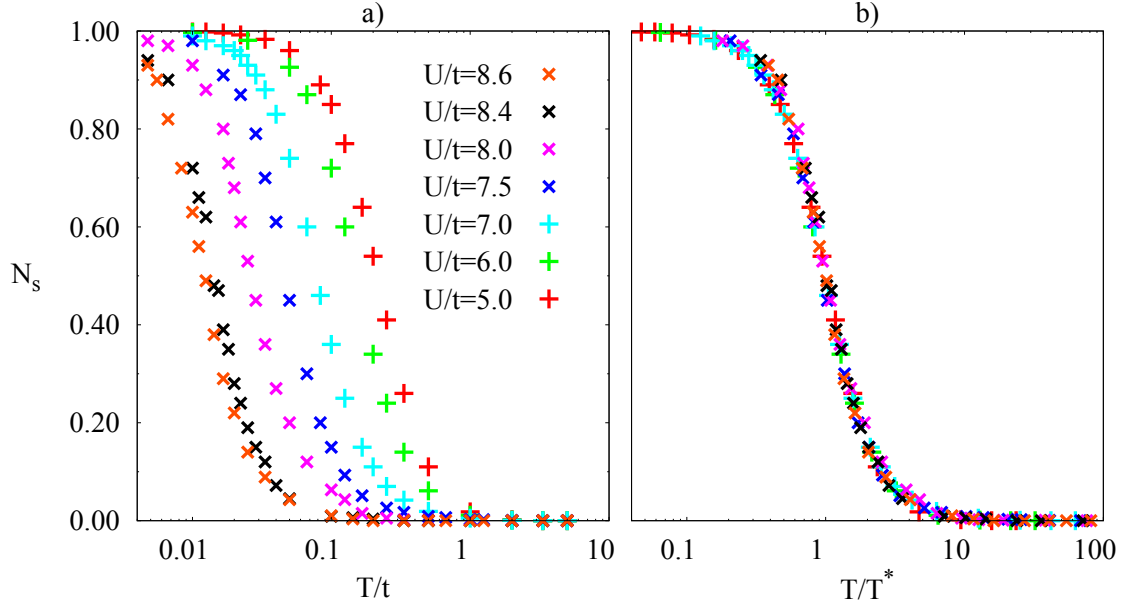 a)
b)
1.00
0.80
0.60
0.40
0.20
0.00
N_s
U/t=8.6
U/t=8.4
U/t=8.0
U/t=7.5
U/t=7.0
U/t=6.0
U/t=5.0
0.01 0.1 1 10
T/t
0.1 1 10 100
T/T*